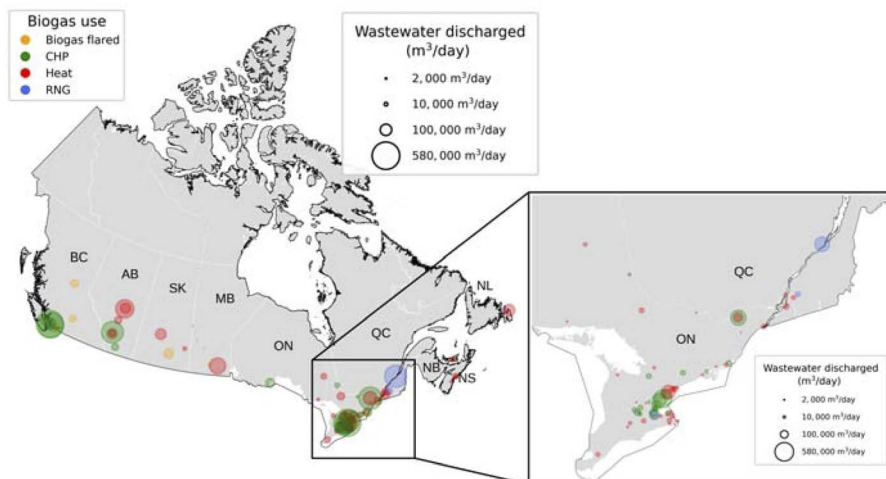 Biogas use
Biogas flared
CHP
Heat
RNG
Wastewater discharged
(m³/day)
2,000 m³/day
10,000 m³/day
100,000 m³/day
580,000 m³/day
BC
AB
SK
MB
ON
QC
NL
NB
NS
QC
ON
Wastewater discharged
(m³/day)
2,000 m³/day
10,000 m³/day
100,000 m³/day
580,000 m³/day